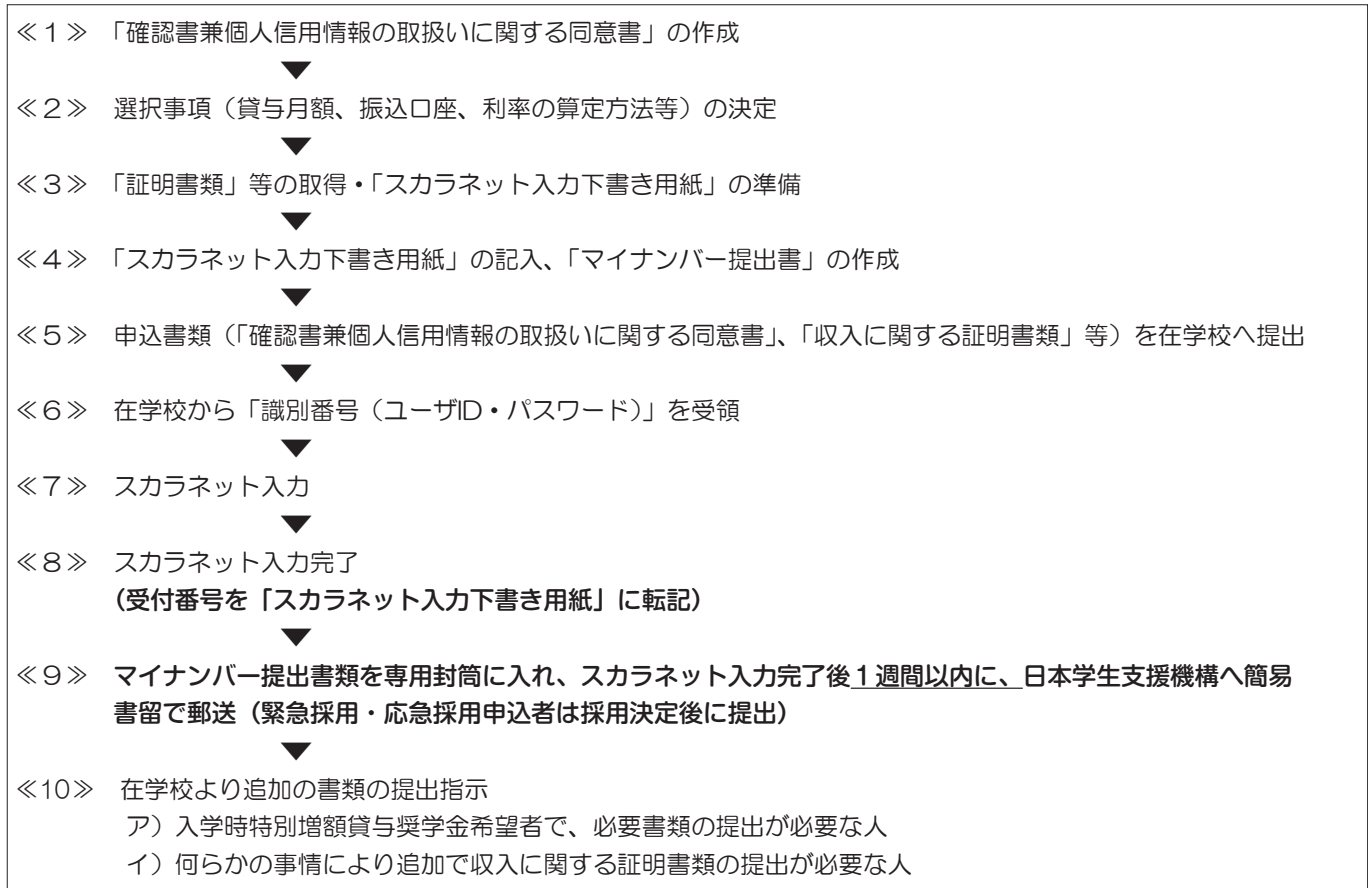 ≪１≫　「確認書兼個人信用情報の取扱いに関する同意書」の作成
▼
≪２≫　選択事項（貸与月額、振込口座、利率の算定方法等）の決定
▼
≪３≫　「証明書類」等の取得・「スカラネット入力下書き用紙」の準備
▼
≪４≫　「スカラネット入力下書き用紙」の記入、「マイナンバー提出書」の作成
▼
≪５≫　申込書類（「確認書兼個人信用情報の取扱いに関する同意書」、「収入に関する証明書類」等）を在学校へ提出
▼
≪６≫　在学校から「識別番号（ユーザID・パスワード）」を受領
▼
≪７≫　スカラネット入力
▼
≪８≫　スカラネット入力完了
（受付番号を「スカラネット入力下書き用紙」に転記）
▼
≪９≫　マイナンバー提出書類を専用封筒に入れ、スカラネット入力完了後１週間以内に、日本学生支援機構へ簡易
書留で郵送（緊急採用・応急採用申込者は採用決定後に提出）
▼
≪10≫　在学校より追加の書類の提出指示
ア）入学時特別増額貸与奨学金希望者で、必要書類の提出が必要な人
イ）何らかの事情により追加で収入に関する証明書類の提出が必要な人